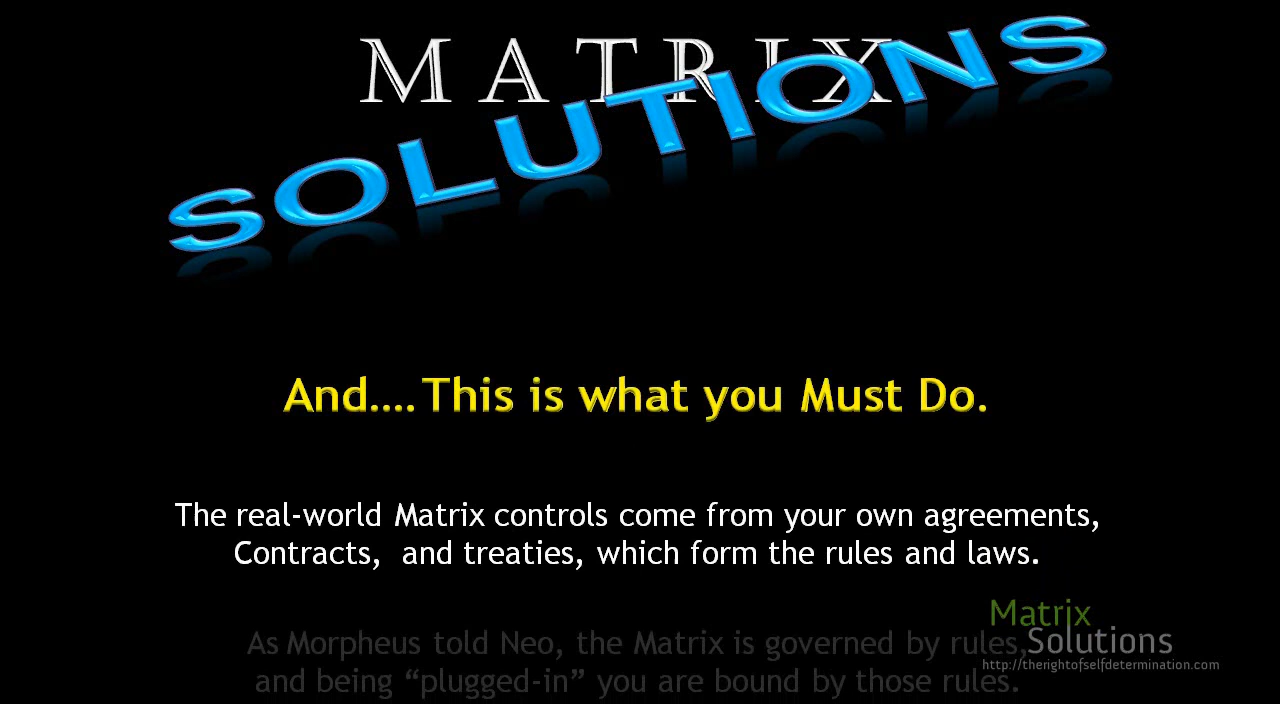 MATRIX
SOLUTIONS
And....This is what you Must Do.
The real-world Matrix controls come from your own agreements,
Contracts,  and treaties, which form the rules and laws.
As Morpheus told Neo, the Matrix is governed by rules,
and being “plugged-in” you are bound by those rules.
Matrix
Solutions
http://therightofselfdetermination.com